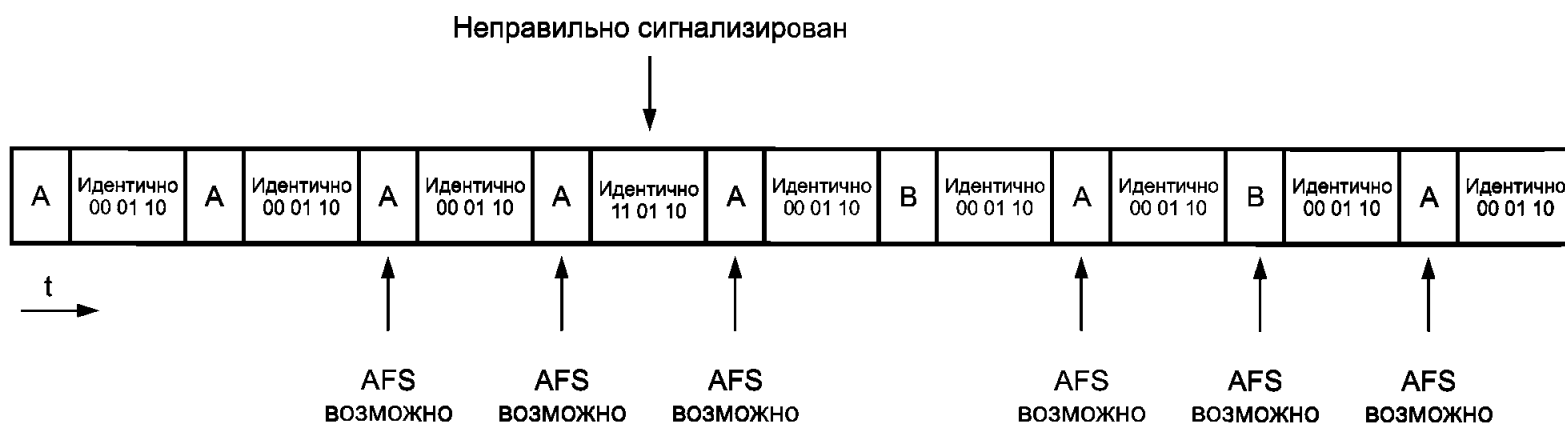 Неправильно сигнализирован
A Идентично A Идентично A Идентично A Идентично A Идентично B Идентично A Идентично B Идентично A Идентично
00 01 10 00 01 10 00 01 10 11 01 10 00 01 10 00 01 10 00 01 10 00 01 10 00 01 10
t
AFS AFS AFS AFS AFS AFS
возможно возможно возможно возможно возможно возможно